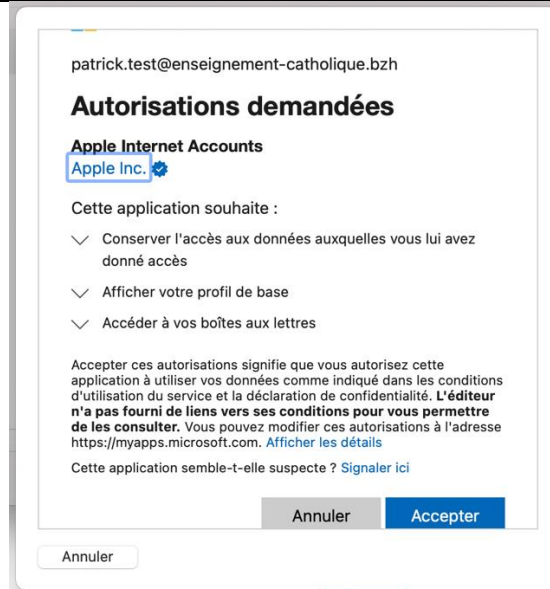 patrick.test@enseignement-catholique.bzh
Autorisations demandées
Apple Internet Accounts
Apple Inc.
Cette application souhaite :
Conserver l'accès aux données auxquelles vous lui avez
donné accès
Afficher votre profil de base
Accéder à vos boîtes aux lettres
Accepter ces autorisations signifie que vous autorisez cette
application à utiliser vos données comme indiqué dans les conditions
d'utilisation du service et la déclaration de confidentialité. L'éditeur
n'a pas fourni de liens vers ses conditions pour vous permettre
de les consulter. Vous pouvez modifier ces autorisations à l'adresse
https://myapps.microsoft.com. Afficher les détails
Cette application semble-t-elle suspecte ? Signaler ici
Annuler Accepter
Annuler